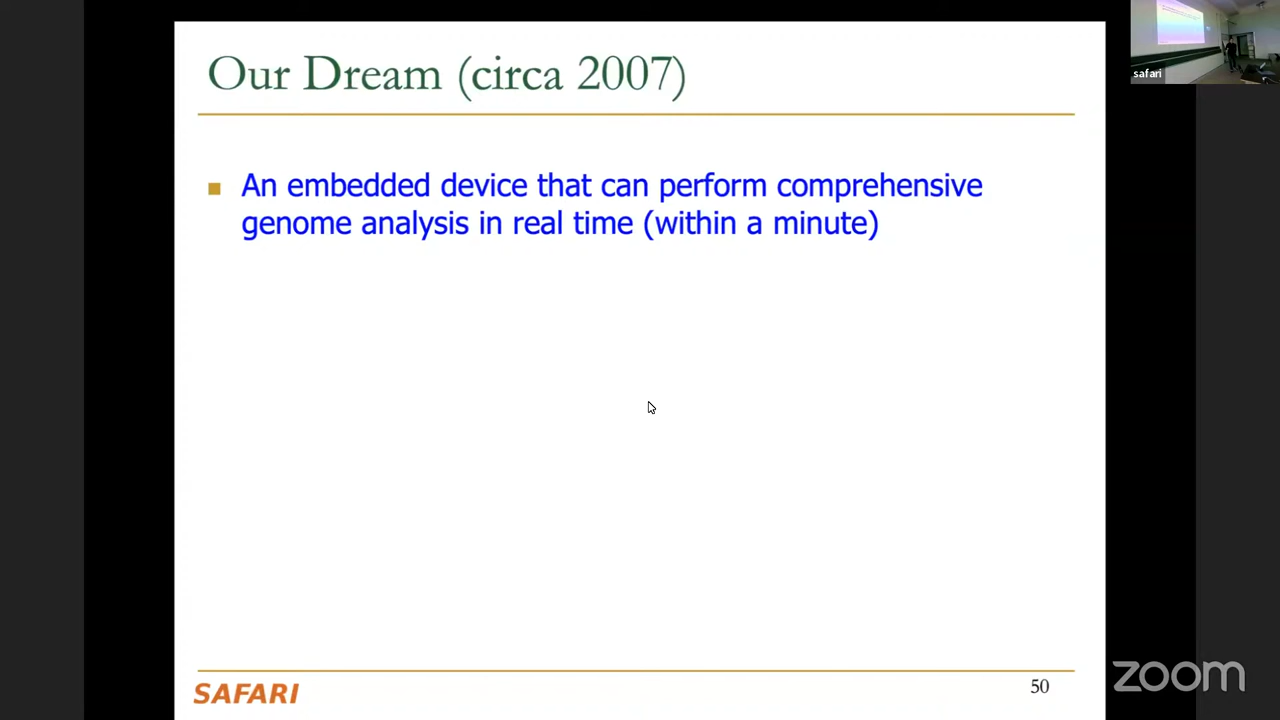 Our Dream (circa 2007)
safari
An embedded device that can perform comprehensive
genome analysis in real time (within a minute)
SAFARI
50
zoom